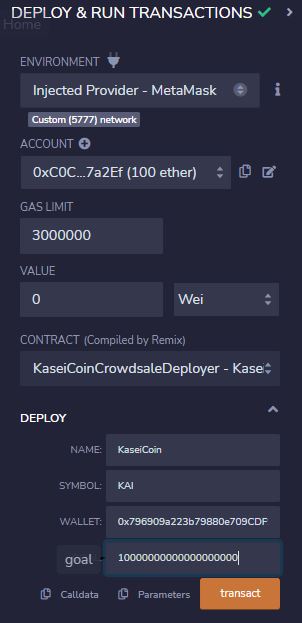 DEPLOY & RUN TRANSACTIONS
Home
ENVIRONMENT
Injected Provider - MetaMask
Custom (5777) network
ACCOUNT
0xC0C...7a2Ef (100 ether)
GAS LIMIT
3000000
VALUE
0 Wei
CONTRACT (Compiled by Remix)
KaseiCoinCrowdsaleDeployer - Kasei
DEPLOY
NAME: KaseiCoin
SYMBOL: KAI
WALLET: 0x796909a223b79880e709CDF
goal 10000000000000000000
Calldata Parameters transact